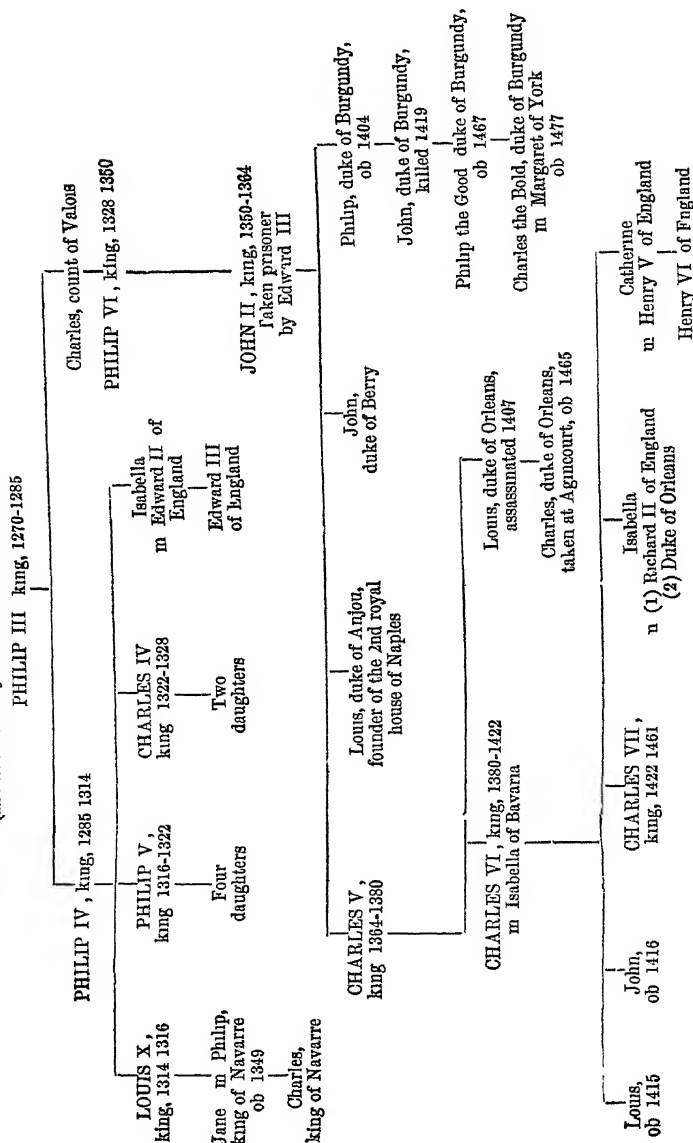 PHILIP III king, 1270-1285
PHILIP IV, king, 1285 1314
Charles, count of Valois
PHILIP VI, king, 1328 1350
LOUIS X,
king, 1314 1316
PHILIP V,
king 1316-1322
CHARLES IV
king 1322-1328
Isabella
m Edward II of
England
JOHN II, king, 1350-1364
Taken prisoner
by Edward III
Jane m Philip,
king of Navarre
ob 1349
Four
daughters
Two
daughters
Edward III
of England
Charles,
king of Navarre
CHARLES V,
king 1364-1380
Louis, duke of Anjou,
founder of the 2nd royal
house of Naples
John,
duke of Berry
Philip, duke of Burgundy,
ob 1404
John, duke of Burgundy,
killed 1419
Philip the Good duke of Burgundy,
ob 1467
Charles the Bold, duke of Burgundy
m Margaret of York
ob 1477
CHARLES VI, king, 1380-1422
m Isabella of Bavaria
Louis, duke of Orleans,
assassinated 1407
Charles, duke of Orleans,
taken at Agincourt, ob 1465
Louis,
ob 1415
John,
ob 1416
CHARLES VII,
king, 1422 1461
Isabella
m (1) Richard II of England
(2) Duke of Orleans
Catherine
m Henry V of England
Henry VI of England